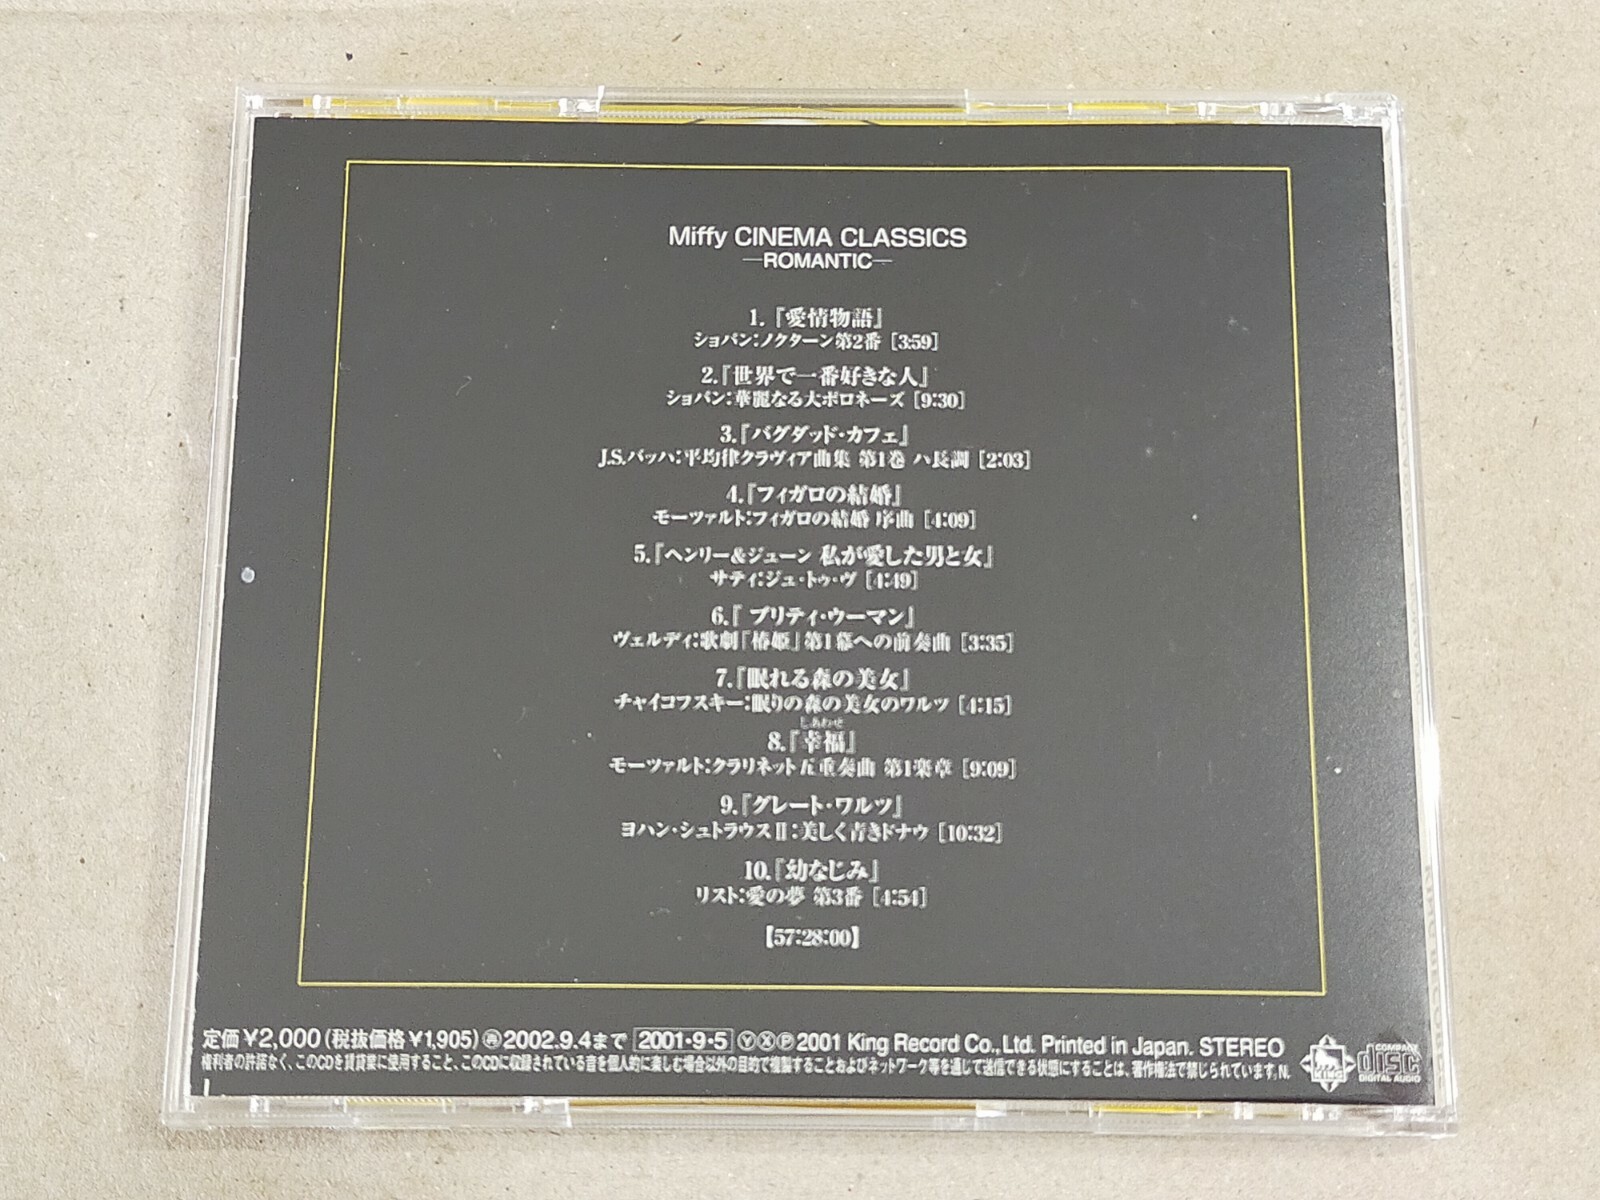 Miffy CINEMA CLASSICS
—ROMANTIC—
1.『愛情物語』
ショパン:ノクターン第2番 [3:59]
2.『世界で一番好きな人』
ショパン:華麗なる大ポロネーズ [9:30]
3.『バグダッド・カフェ』
J.S.バッハ:平均律クラヴィア曲集 第1巻 ハ長調 [2:03]
4.『フィガロの結婚』
モーツァルト:フィガロの結婚 序曲 [4:09]
5.『ヘンリー&ジューン 私が愛した男と女』
サティ:ジュ・トゥ・ヴ [4:49]
6.『プリティ・ウーマン』
ヴェルディ:歌劇「椿姫」第1幕への前奏曲 [3:35]
7.『眠れる森の美女』
チャイコフスキー:眠りの森の美女のワルツ [4:15]
しあわせ
8.『幸福』
モーツァルト:クラリネット五重奏曲 第1楽章 [9:09]
9.『グレート・ワルツ』
ヨハン・シュトラウスⅡ:美しく青きドナウ [10:32]
10.『幼なじみ』
リスト:愛の夢 第3番 [4:54]
【57:28:00】
定価¥2,000(税抜価格¥1,905)㊢2002.9.4まで 2001・9・5 ⓎⓍⓅ2001 King Record Co.,Ltd. Printed in Japan. STEREO
権利者の許諾なく、このCDを賃貸業に使用すること、このCDに収録されている音を個人的に楽しむ場合以外の目的で複製することおよびネットワーク等を通じて送信できる状態にすることは、著作権法で禁じられています。N.
KING
COMPACT
disc
DIGITAL AUDIO